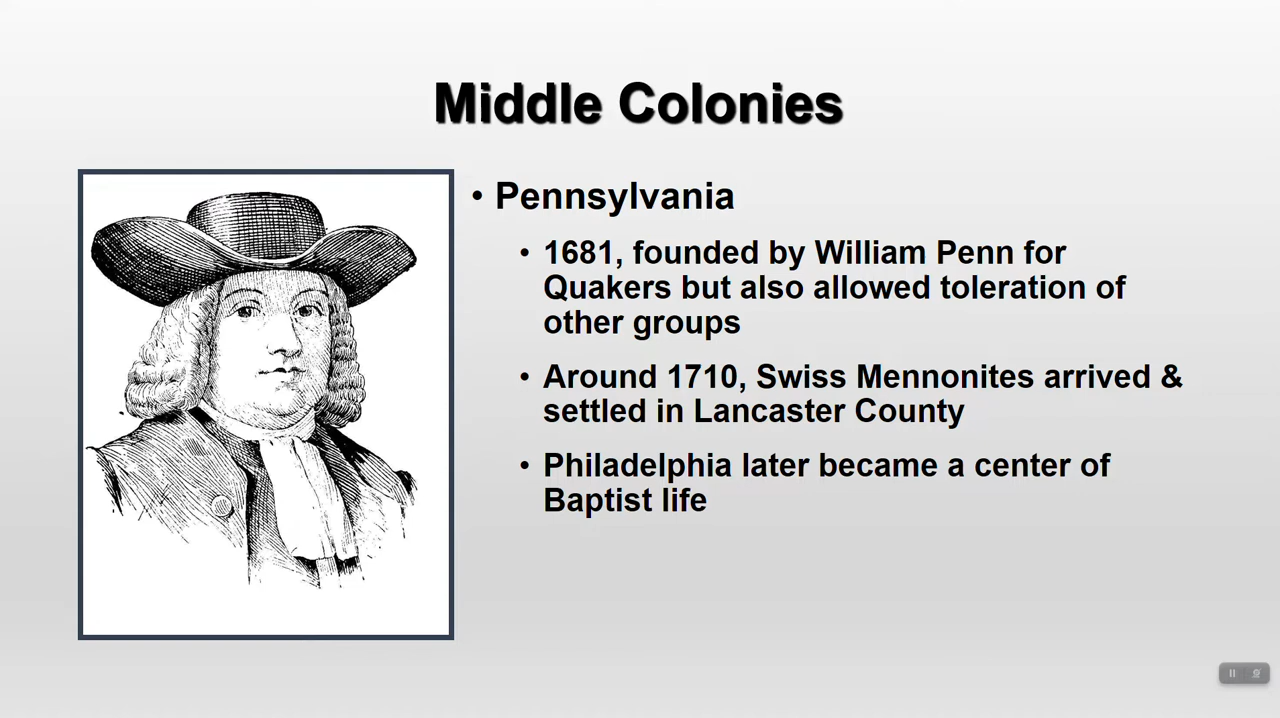 Middle Colonies
• Pennsylvania
• 1681, founded by William Penn for
Quakers but also allowed toleration of
other groups
• Around 1710, Swiss Mennonites arrived &
settled in Lancaster County
• Philadelphia later became a center of
Baptist life